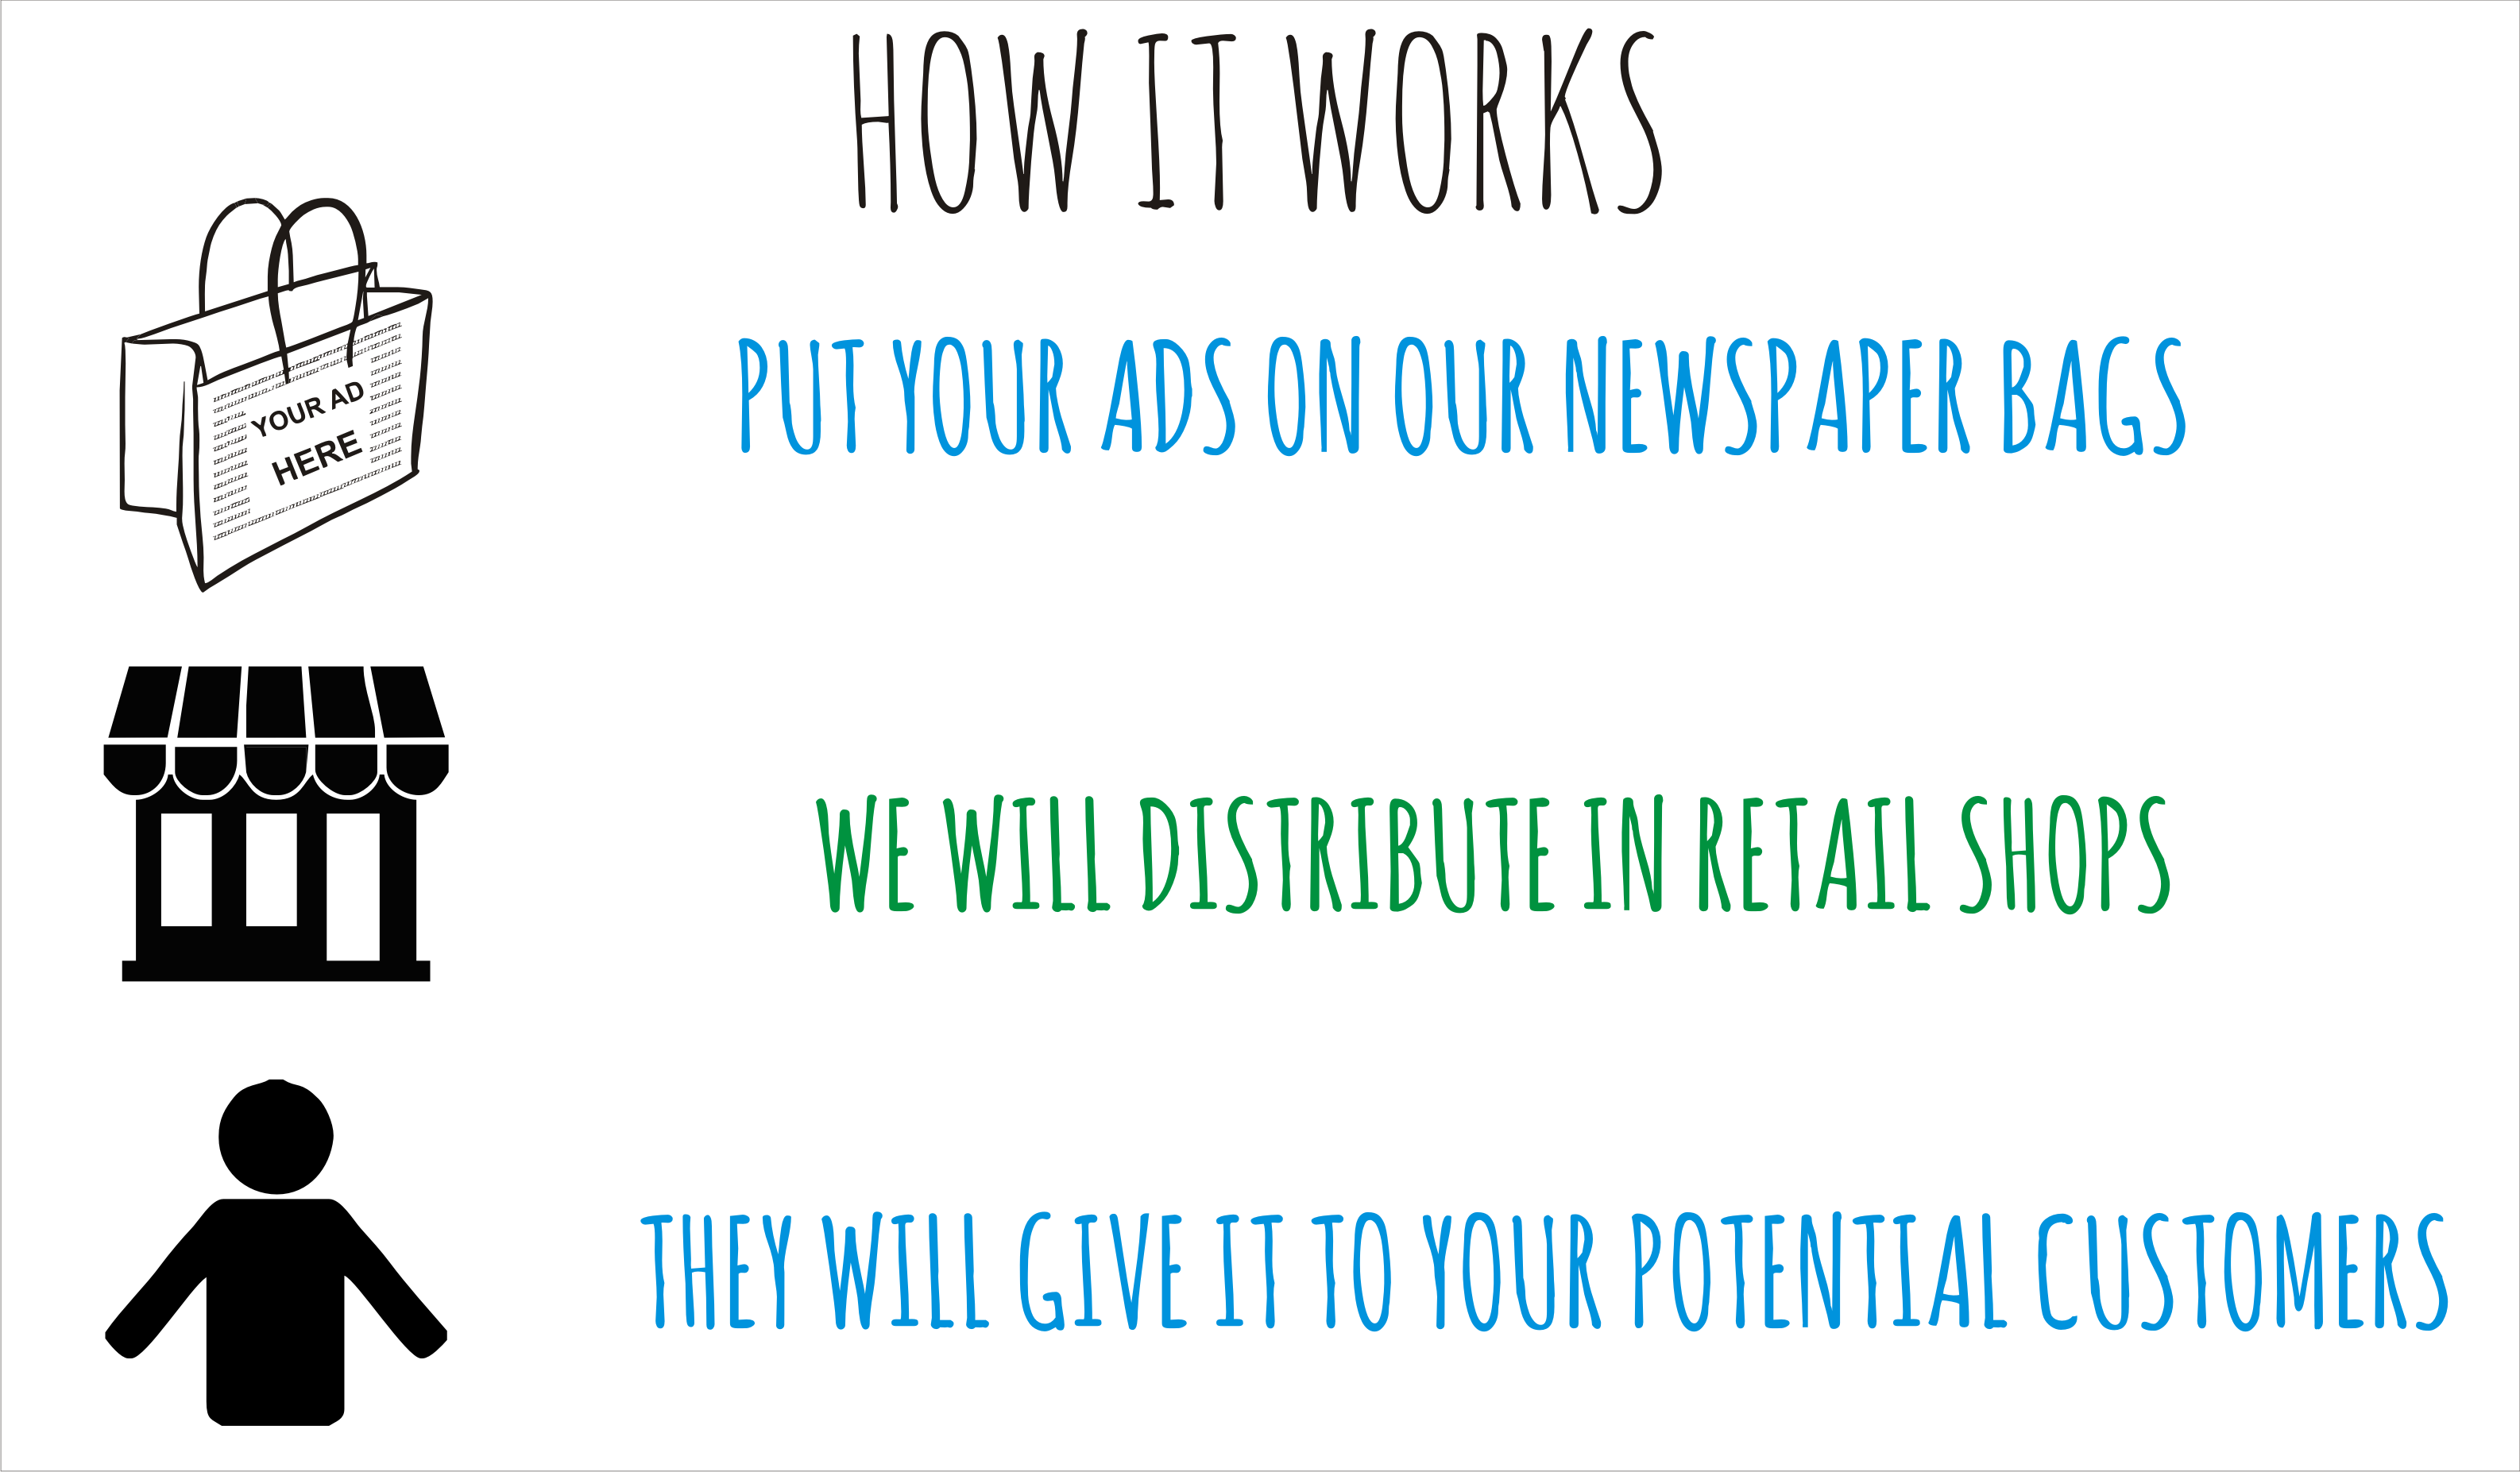 HOW IT WORKS
PUT YOUR ADS ON OUR NEWSPAPER BAGS
YOUR AD
HERE
WE WILL DISTRIBUTE IN RETAIL SHOPS
THEY WILL GIVE IT TO YOUR POTENTIAL CUSTOMERS